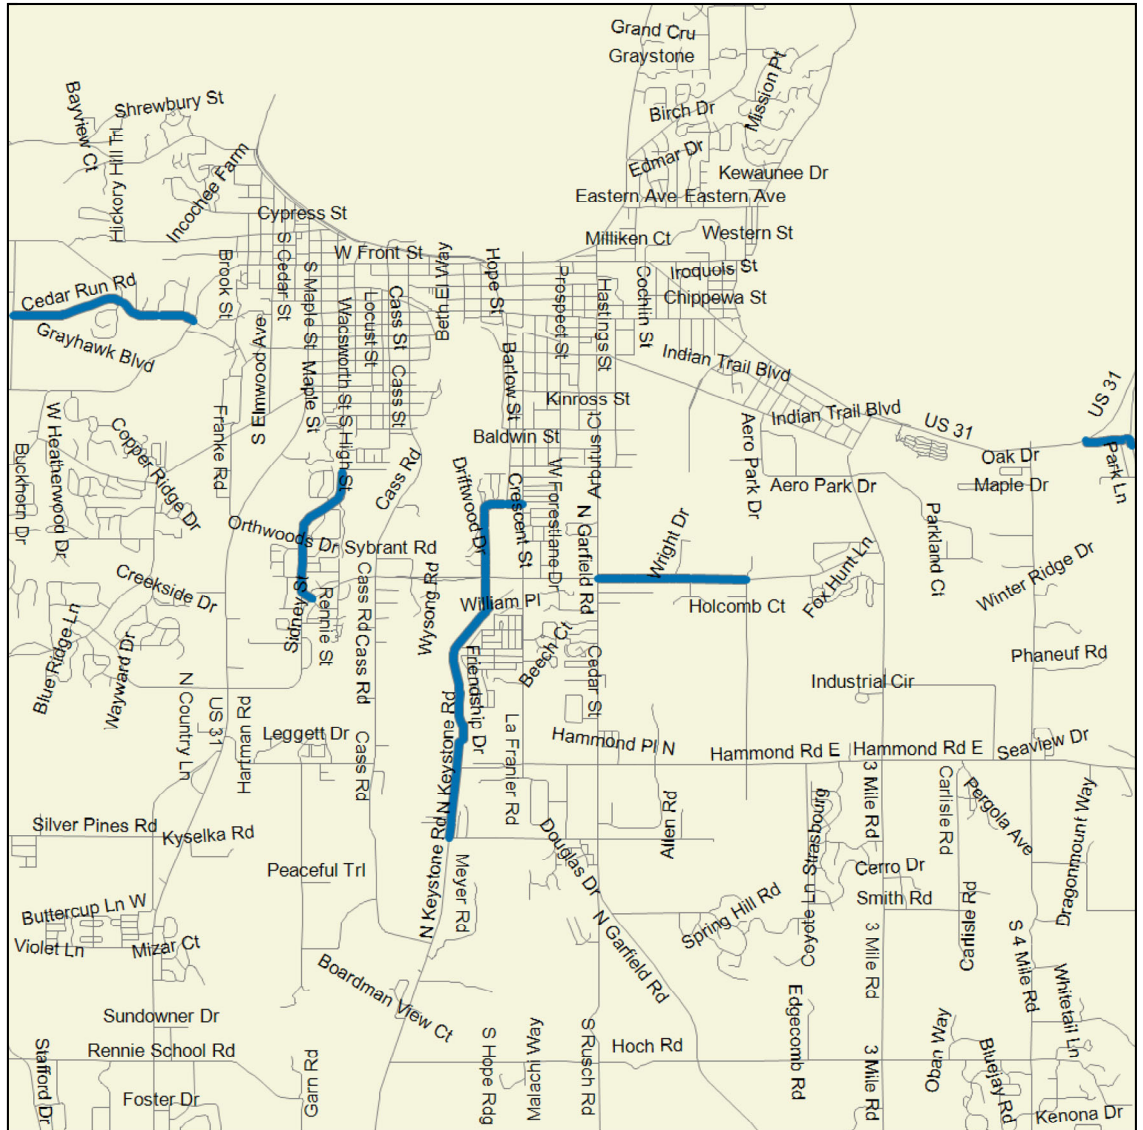 Grand Cru
Graystone
Mission Pt
Bayview Ct
Shrewbury St
Birch Dr
Hickory Hill Trl
Incochee Farm
Edmar Dr
Kewaunee Dr
Eastern Ave
Eastern Ave
Cypress St
Milliken Ct
Western St
Brook St
S Cedar St
W Front St
Beth El Way
Hope St
Iroquois St
Cedar Run Rd
S Maple St
Wacsworth St
Locust St
Cass St
Prospect St
Hastings St
Cochlin St
Chippewa St
Grayhawk Blvd
S Elmwood Ave
Maple St
Cass St
Barlow St
Indian Trail Blvd
US 31
Kinross St
Indian Trail Blvd
US 31
W Heatherwood Dr
Copper Ridge Dr
Franke Rd
S High St
Baldwin St
Arbutus Ct
Aero Park Dr
Oak Dr
Park Ln
Buckhorn Dr
Cass Rd
Driftwood Dr
Crescent St
W Forestlane Dr
Aero Park Dr
Maple Dr
Orthwoods Dr
Sybrant Rd
N Garfield Rd
Wright Dr
Parkland Ct
Creekside Dr
Sidney St
Rennie St
Cass Rd
Wysong Rd
William Pl
Holcomb Ct
Fox Hunt Ln
Winter Ridge Dr
Blue Ridge Ln
Wayward Dr
Cass Rd
Friendship Dr
Beech Ct
Cedar St
Phaneuf Rd
N Country Ln
US 31
Hartman Rd
Industrial Cir
Leggett Dr
Cass Rd
N Keystone Rd
La Franier Rd
Hammond Pl N
Hammond Rd E
Hammond Rd E
Seaview Dr
Silver Pines Rd
Kyselka Rd
N Keystone Rd
Douglas Dr
Allen Rd
Strasbourg
3 Mile Rd
Carlisle Rd
Pergola Ave
Dragonmount Way
Peaceful Trl
Meyer Rd
Cerro Dr
Buttercup Ln W
Smith Rd
Violet Ln
Mizar Ct
Spring Hill Rd
Coyote Ln
3 Mile Rd
Carlisle Rd
S 4 Mile Rd
Boardman View Ct
N Garfield Rd
Whitetail Ln
Sundowner Dr
Edgecomb Rd
Stafford Dr
Rennie School Rd
Garn Rd
S Hope Rdg
Malaech Way
S Rusch Rd
Hoch Rd
3 Mile Rd
Oban Way
Bluejay Rd
Foster Dr
Kenona Dr